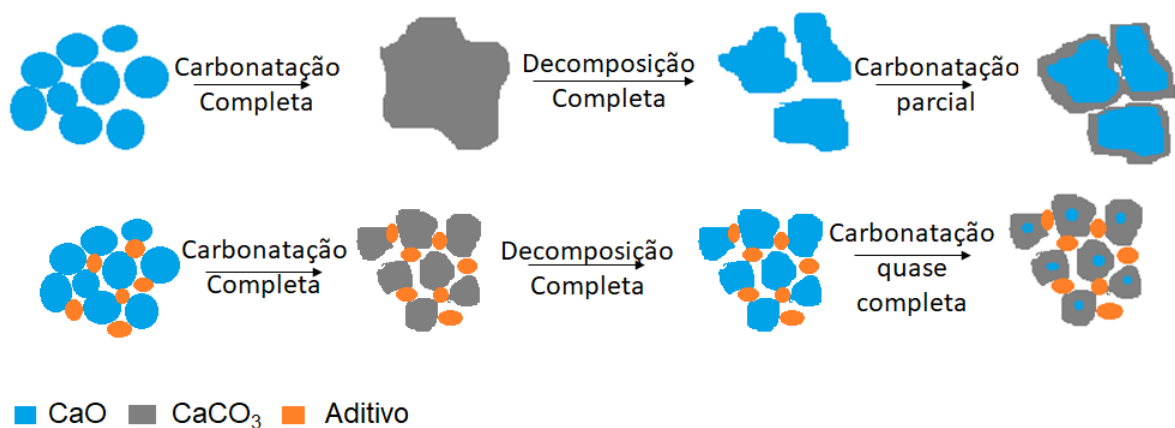 Carbonatação
Completa
Decomposição
Completa
Carbonatação
parcial
Carbonatação
Completa
Decomposição
Completa
Carbonatação
quase
completa
CaO CaCO₃ Aditivo